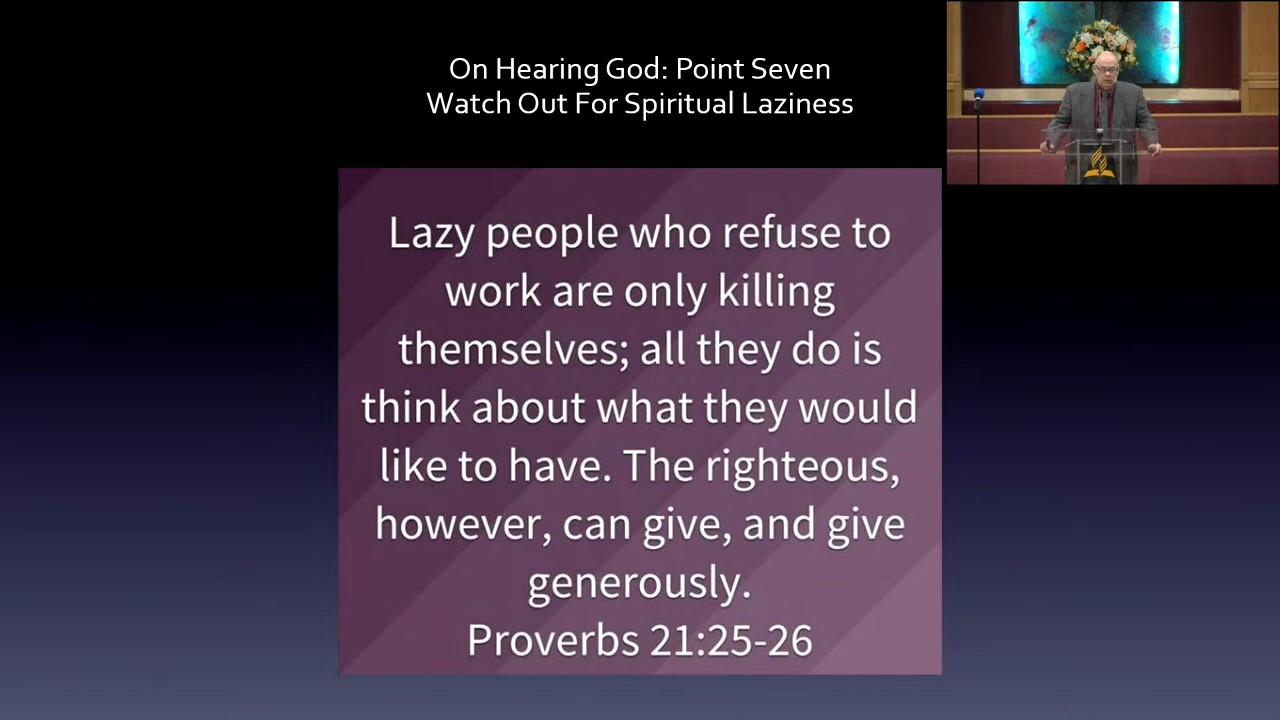 On Hearing God: Point Seven
Watch Out For Spiritual Laziness
Lazy people who refuse to
work are only killing
themselves; all they do is
think about what they would
like to have. The righteous,
however, can give, and give
generously.
Proverbs 21:25-26